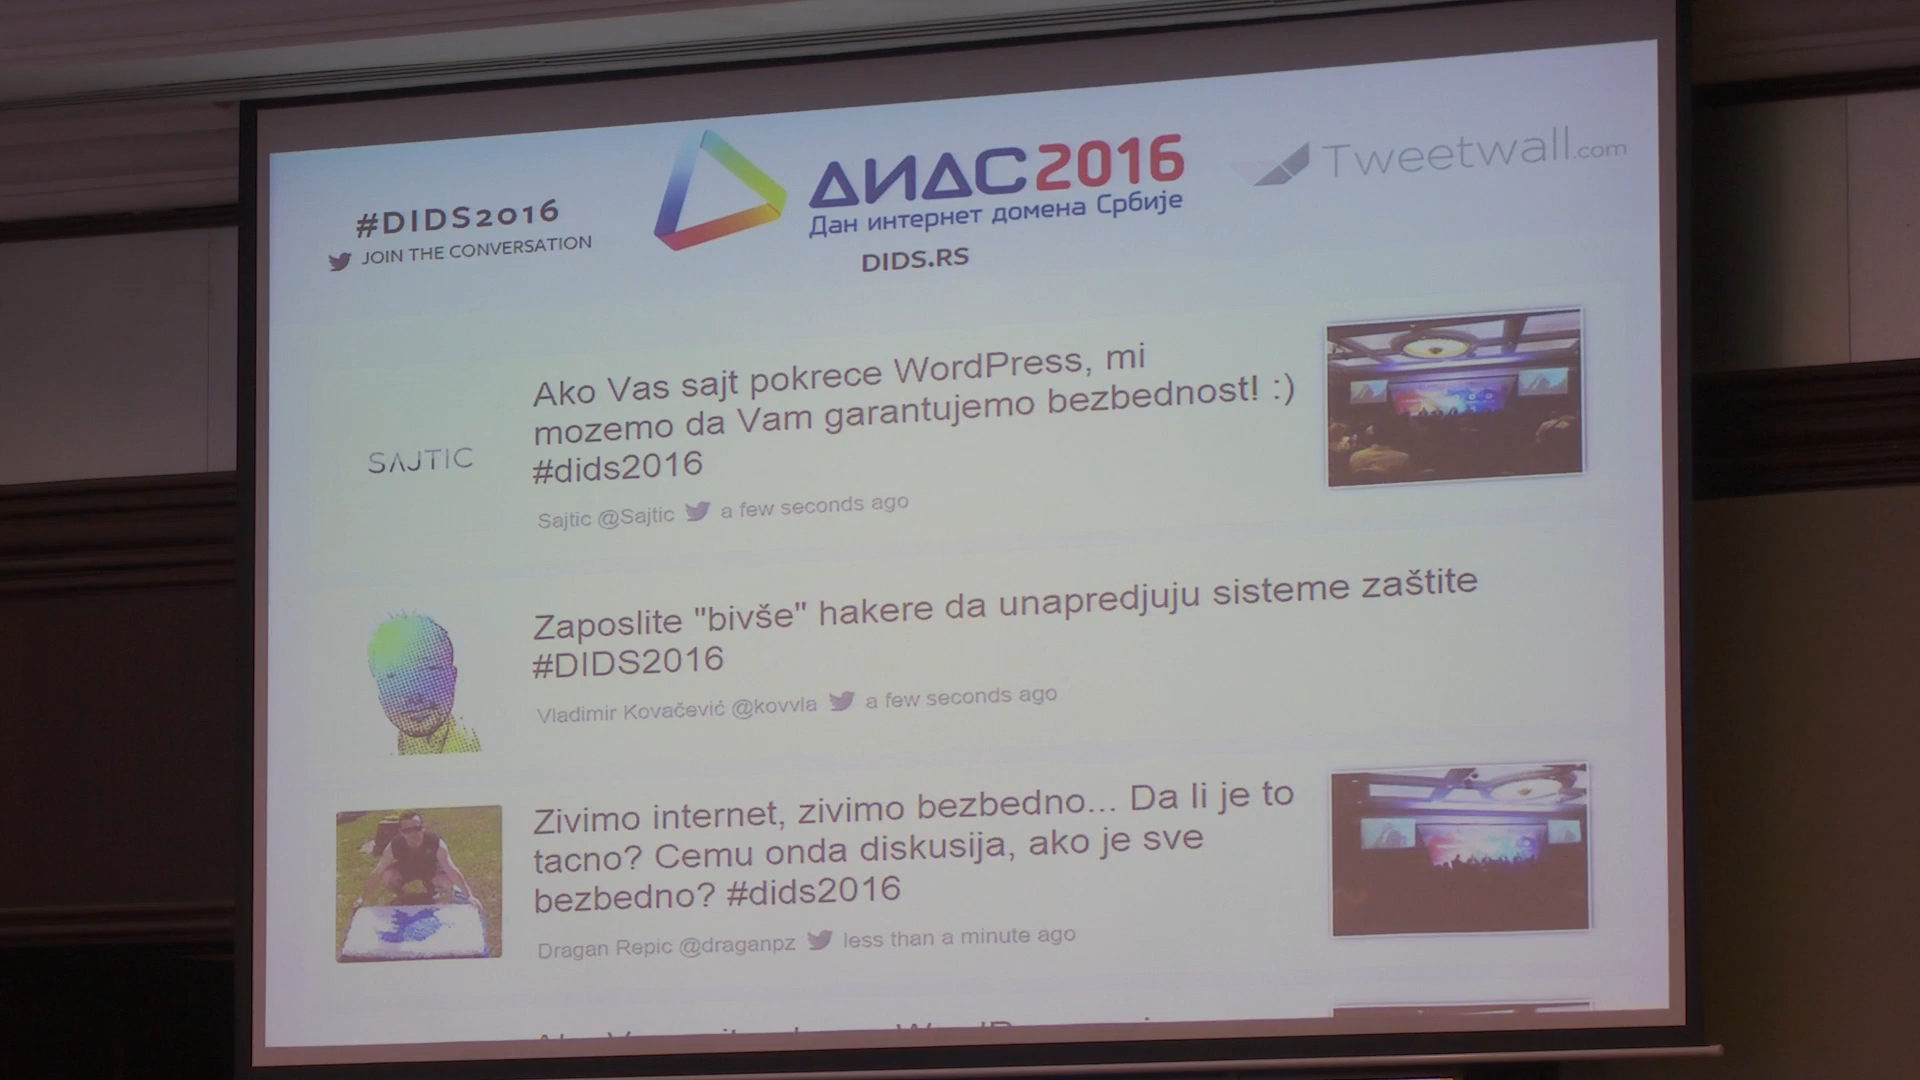 #DIDS2016
JOIN THE CONVERSATION
ДИДС 2016
Дан интернет домена Србије
DIDS.RS
Tweetwall.com
SAJTIC
Ako Vas sajt pokrece WordPress, mi
mozemo da Vam garantujemo bezbednost! :)
#dids2016
Sajtic @Sajtic a few seconds ago
Zaposlite "bivše" hakere da unapredjuju sisteme zaštite
#DIDS2016
Vladimir Kovačević @kovvla a few seconds ago
Zivimo internet, zivimo bezbedno... Da li je to
tacno? Cemu onda diskusija, ako je sve
bezbedno? #dids2016
Dragan Repic @draganpz less than a minute ago